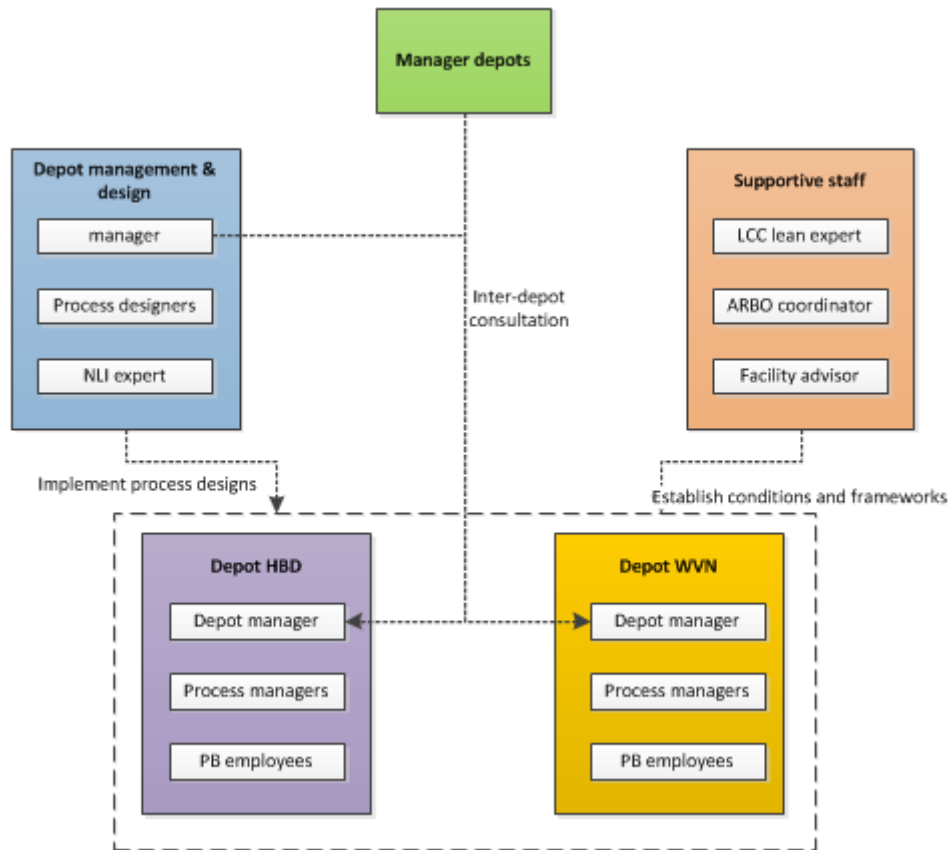 Manager depots
Depot management &
design
manager
Process designers
NLI expert
Supportive staff
LCC lean expert
ARBO coordinator
Facility advisor
Inter-depot
consultation
Implement process designs
Establish conditions and frameworks
Depot HBD
Depot manager
Process managers
PB employees
Depot WVN
Depot manager
Process managers
PB employees